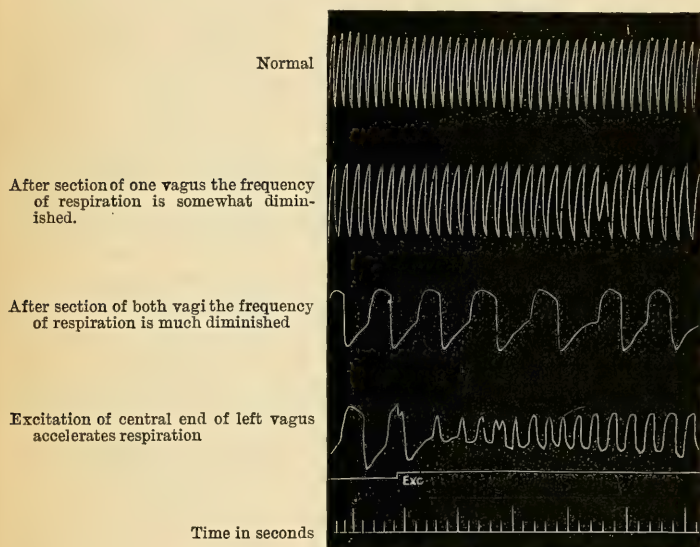 Normal
After section of one vagus the frequency
of respiration is somewhat dimin-
ished.
After section of both vagi the frequency
of respiration is much diminished
Excitation of central end of left vagus
accelerates respiration
Exc
Time in seconds